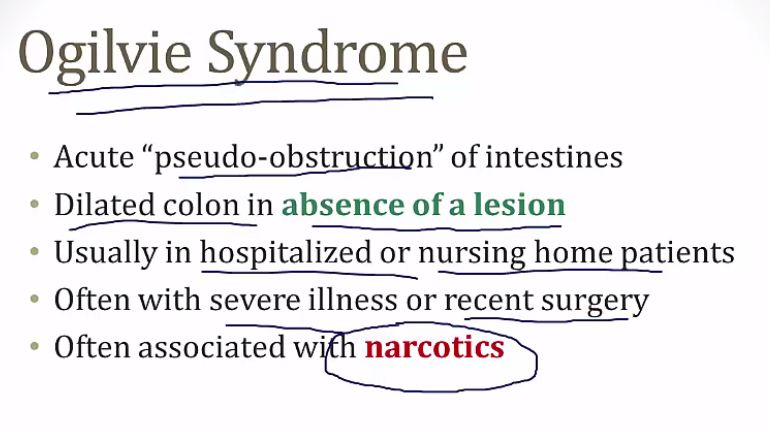 Ogilvie Syndrome
• Acute “pseudo-obstruction” of intestines
• Dilated colon in absence of a lesion
• Usually in hospitalized or nursing home patients
• Often with severe illness or recent surgery
• Often associated with narcotics